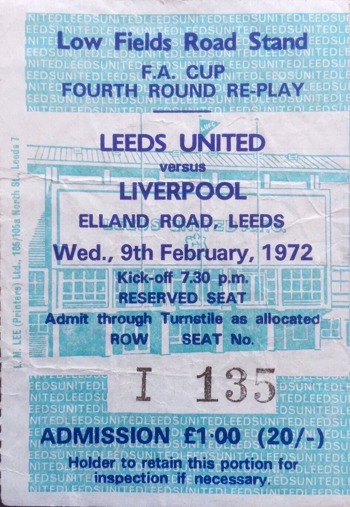 Low Fields Road Stand
F.A. CUP
FOURTH ROUND RE-PLAY
LEEDS UNITED
versus
LIVERPOOL
ELLAND ROAD, LEEDS
Wed., 9th February, 1972
Kick-off 7.30 p.m.
RESERVED SEAT
Admit through Turnstile as allocated
ROW SEAT No.
I 135
ADMISSION £1·00 (20/-)
Holder to retain this portion for
inspection if necessary.